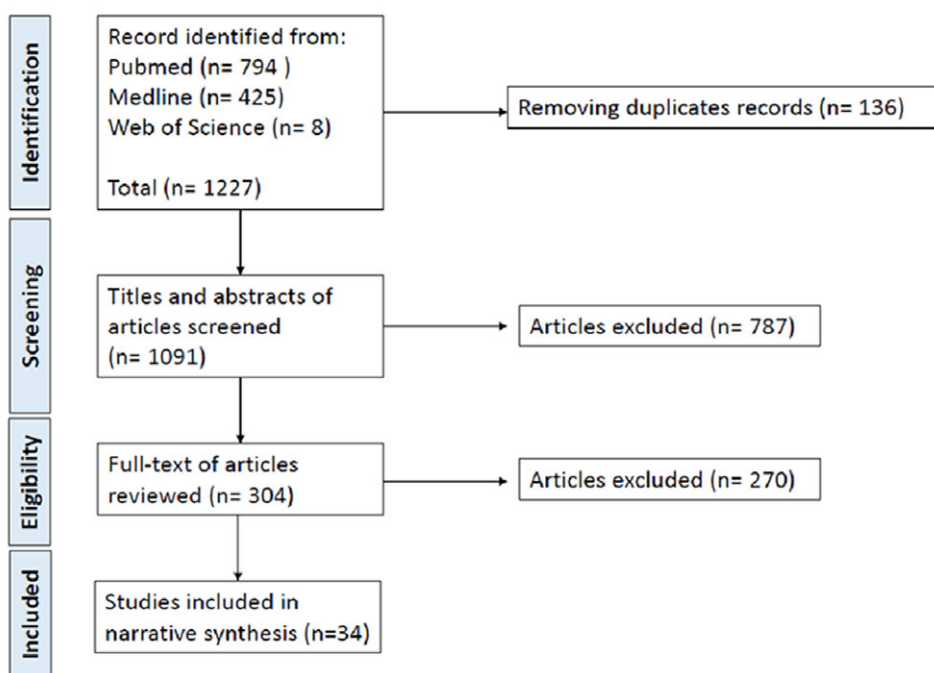 Identification
Record identified from:
Pubmed (n= 794 )
Medline (n= 425)
Web of Science (n= 8)
Total (n= 1227)
Removing duplicates records (n= 136)
Screening
Titles and abstracts of
articles screened
(n= 1091)
Articles excluded (n= 787)
Eligibility
Full-text of articles
reviewed (n= 304)
Articles excluded (n= 270)
Included
Studies included in
narrative synthesis (n=34)